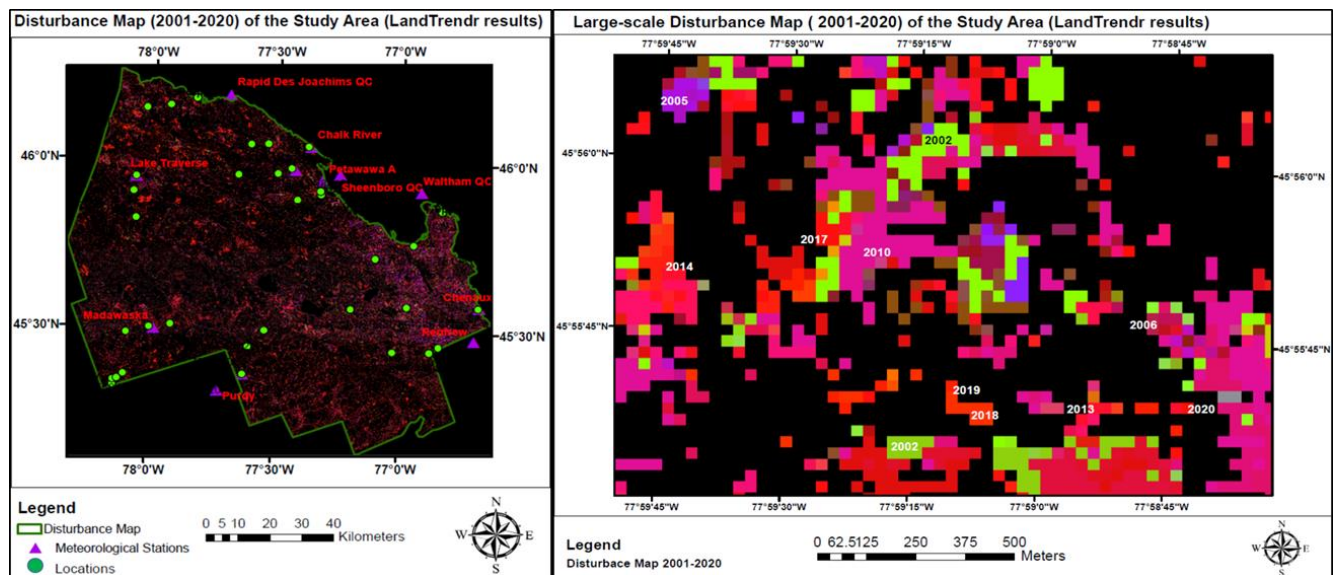 Disturbance Map (2001-2020) of the Study Area (LandTrendr results)
78°0'W 77°30'W 77°0'W
Rapid Des Joachims QC
Chalk River
46°0'N 46°0'N
Lake Traverse
Petawawa A
Sheenboro QC
Waltham QC
Chenaux
45°30'N 45°30'N
Madawaska
Renfrew
Purdy
78°0'W 77°30'W 77°0'W
Legend
Disturbance Map
Meteorological Stations
Locations
0 5 10 20 30 40
Kilometers
N
W E
S
Large-scale Disturbance Map ( 2001-2020) of the Study Area (LandTrendr results)
77°59'45"W 77°59'30"W 77°59'15"W 77°59'0"W 77°58'45"W
2005
2002
45°56'0"N 45°56'0"N
2017
2010
2014
2006
45°55'45"N 45°55'45"N
2019
2018
2013
2020
2002
77°59'45"W 77°59'30"W 77°59'15"W 77°59'0"W 77°58'45"W
Legend
Disturbace Map 2001-2020
0 62.5125 250 375 500
Meters
N
W E
S